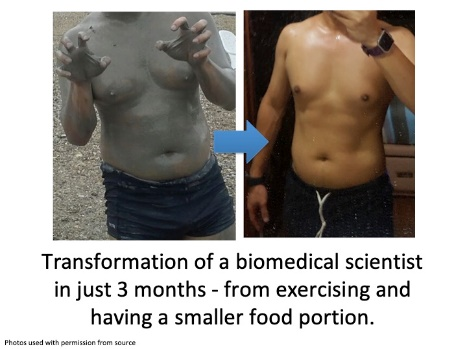 Transformation of a biomedical scientist
in just 3 months - from exercising and
having a smaller food portion.
Photos used with permission from source